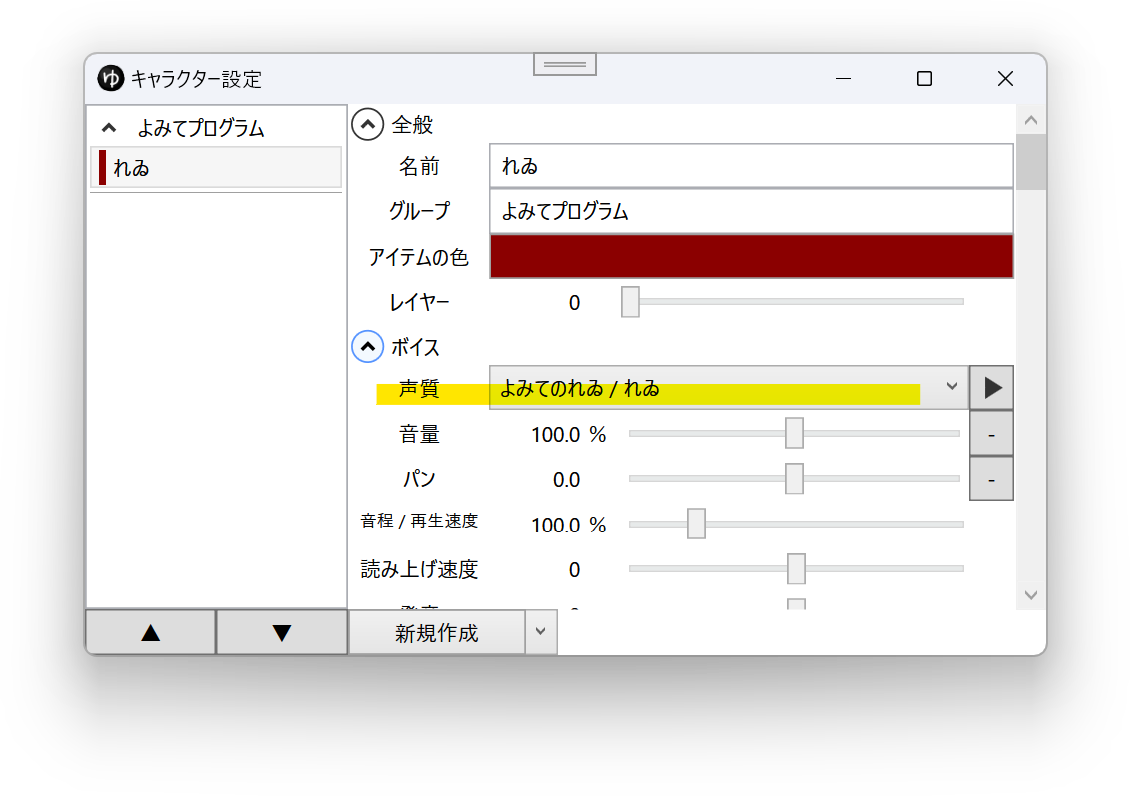 ゆ キャラクター設定
よみてプログラム
れゐ
全般
名前 れゐ
グループ よみてプログラム
アイテムの色
レイヤー 0
ボイス
声質 よみてのれゐ / れゐ
音量 100.0 % -
パン 0.0 -
音程 / 再生速度 100.0 %
読み上げ速度 0
▲ ▼ 新規作成